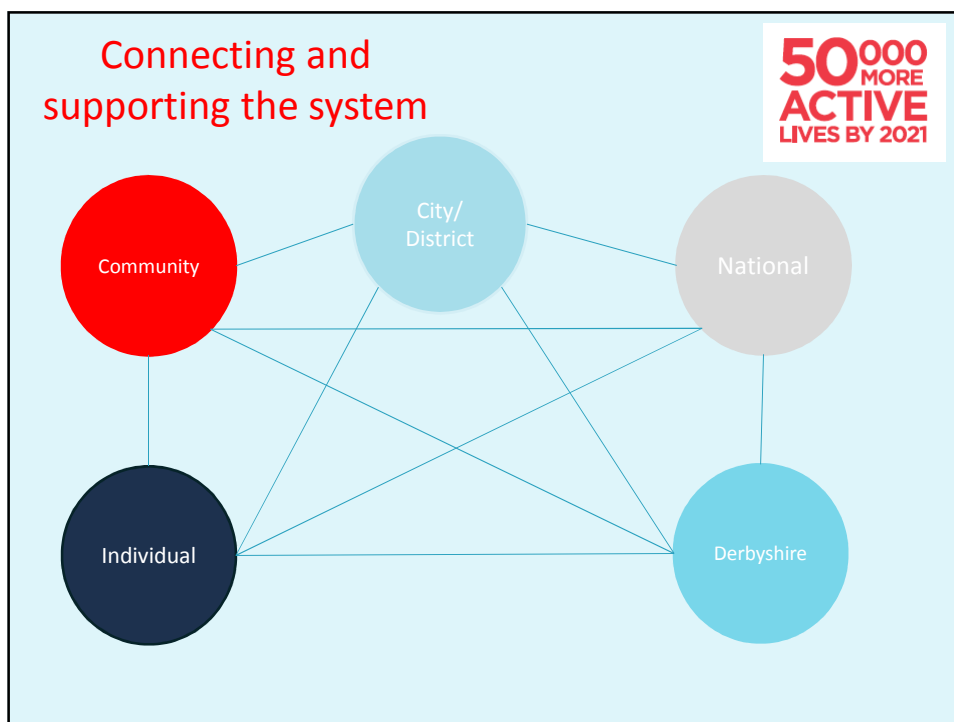 Connecting and
supporting the system
50000
MORE
ACTIVE
LIVES BY 2021
City/
District
Community
National
Individual
Derbyshire